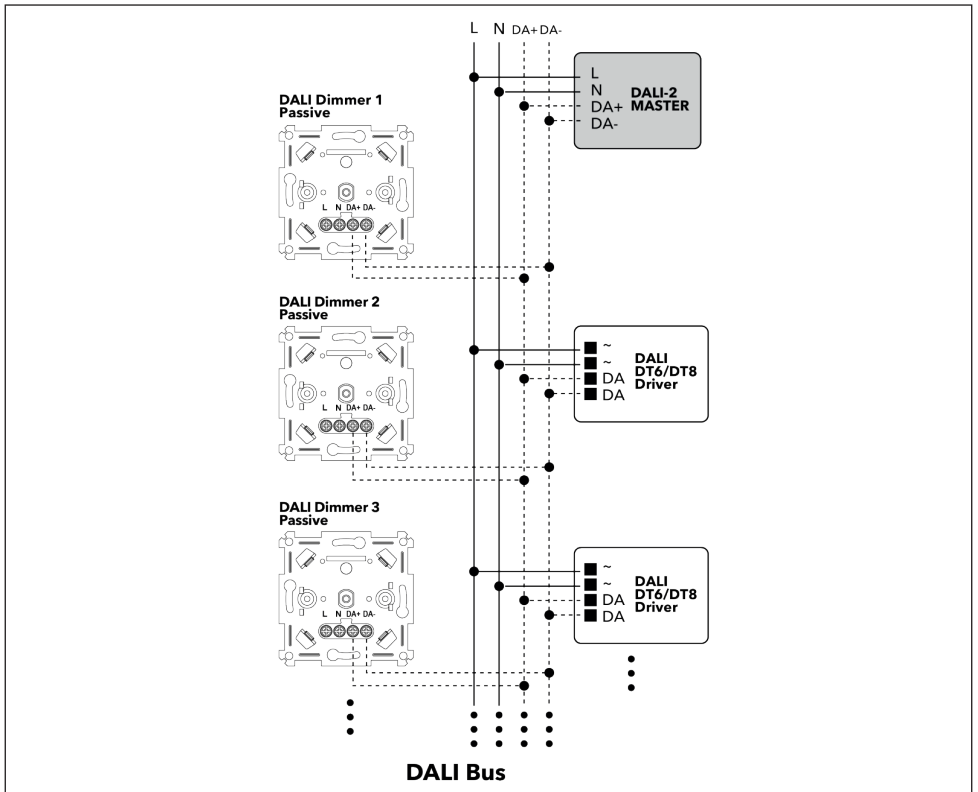 L N DA+ DA-
L
N
DA+
DA-
DALI-2
MASTER
DALI Dimmer 1
Passive
L N DA+ DA-
DALI Dimmer 2
Passive
L N DA+ DA-
~
~
DA
DA
DALI
DT6/DT8
Driver
DALI Dimmer 3
Passive
L N DA+ DA-
~
~
DA
DA
DALI
DT6/DT8
Driver
DALI Bus